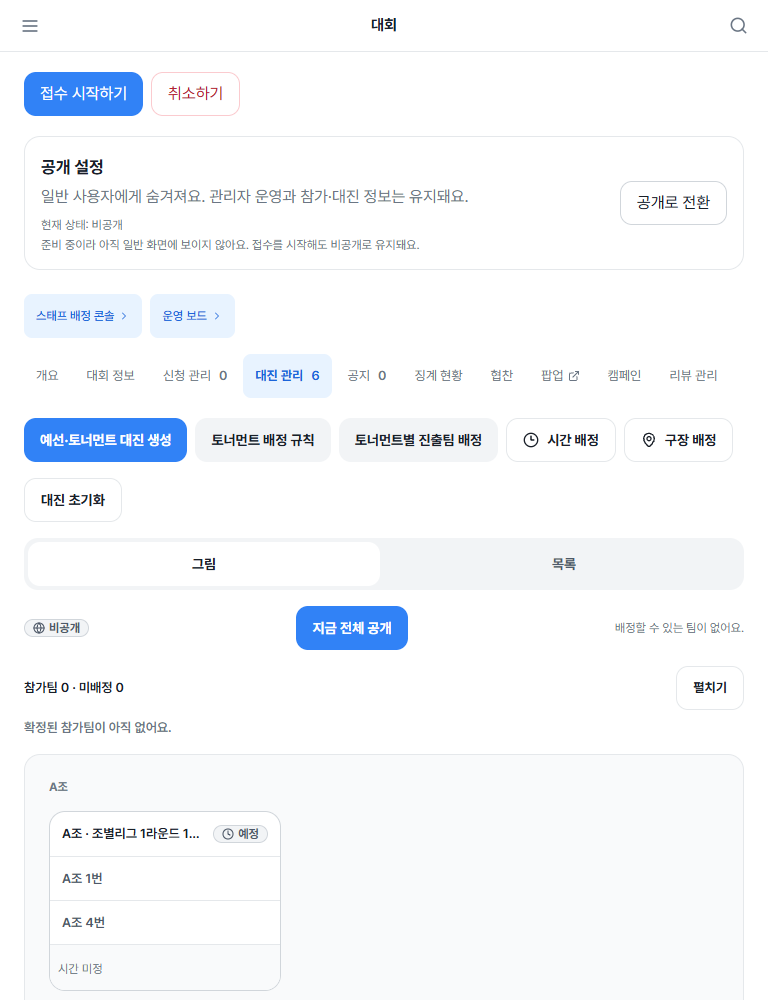 대회
접수 시작하기 취소하기
공개 설정
일반 사용자에게 숨겨져요. 관리자 운영과 참가·대진 정보는 유지돼요.
현재 상태: 비공개
준비 중이라 아직 일반 화면에 보이지 않아요. 접수를 시작해도 비공개로 유지돼요.
공개로 전환
스태프 배정 콘솔 운영 보드
개요 대회 정보 신청 관리 0 대진 관리 6 공지 0 징계 현황 협찬 팝업 캠페인 리뷰 관리
예선·토너먼트 대진 생성 토너먼트 배정 규칙 토너먼트별 진출팀 배정 시간 배정 구장 배정
대진 초기화
그림 목록
비공개 지금 전체 공개 배정할 수 있는 팀이 없어요.
참가팀 0 · 미배정 0 펼치기
확정된 참가팀이 아직 없어요.
A조
A조 · 조별리그 1라운드 1... 예정
A조 1번
A조 4번
시간 미정